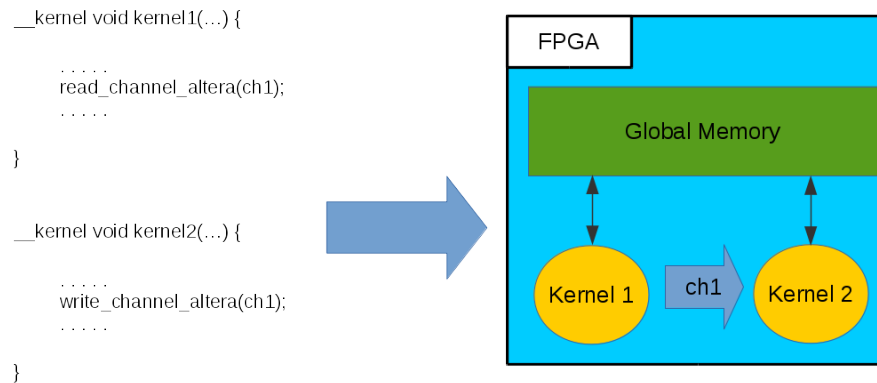 __kernel void kernel1(...) {
. . . . .
read_channel_altera(ch1);
. . . . .
}
__kernel void kernel2(...) {
. . . . .
write_channel_altera(ch1);
. . . . .
}
FPGA
Global Memory
Kernel 1
ch1
Kernel 2